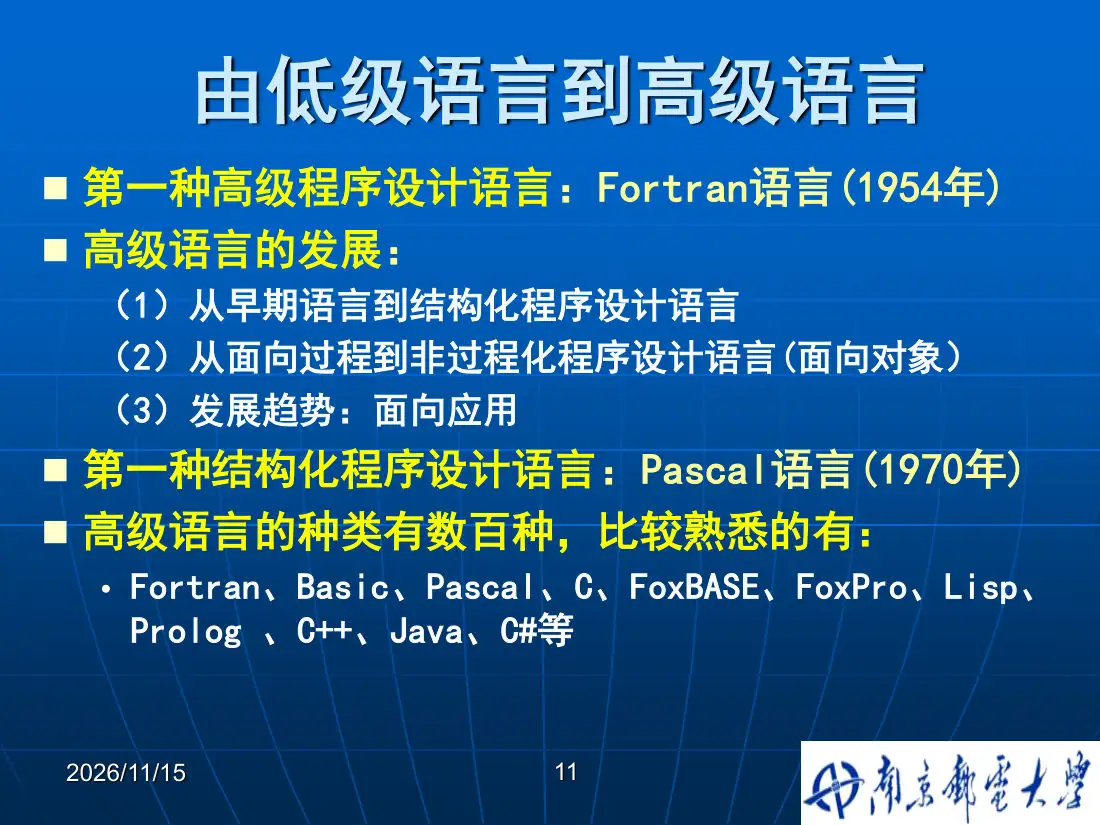 由低级语言到高级语言
第一种高级程序设计语言：Fortran语言(1954年)
高级语言的发展：
（1）从早期语言到结构化程序设计语言
（2）从面向过程到非过程化程序设计语言(面向对象）
（3）发展趋势：面向应用
第一种结构化程序设计语言：Pascal语言(1970年)
高级语言的种类有数百种，比较熟悉的有：
• Fortran、Basic、Pascal、C、FoxBASE、FoxPro、Lisp、
Prolog 、C++、Java、C#等
2026/11/15
11
南京郵電大學